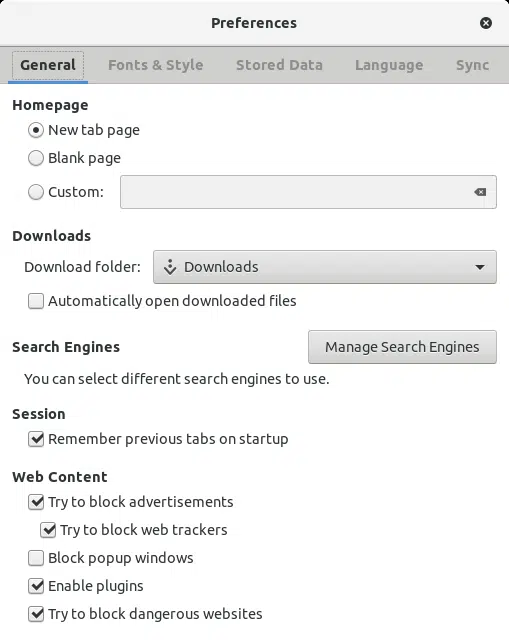 Preferences
General Fonts & Style Stored Data Language Sync
Homepage
New tab page
Blank page
Custom:
Downloads
Download folder: Downloads
Automatically open downloaded files
Search Engines Manage Search Engines
You can select different search engines to use.
Session
Remember previous tabs on startup
Web Content
Try to block advertisements
Try to block web trackers
Block popup windows
Enable plugins
Try to block dangerous websites